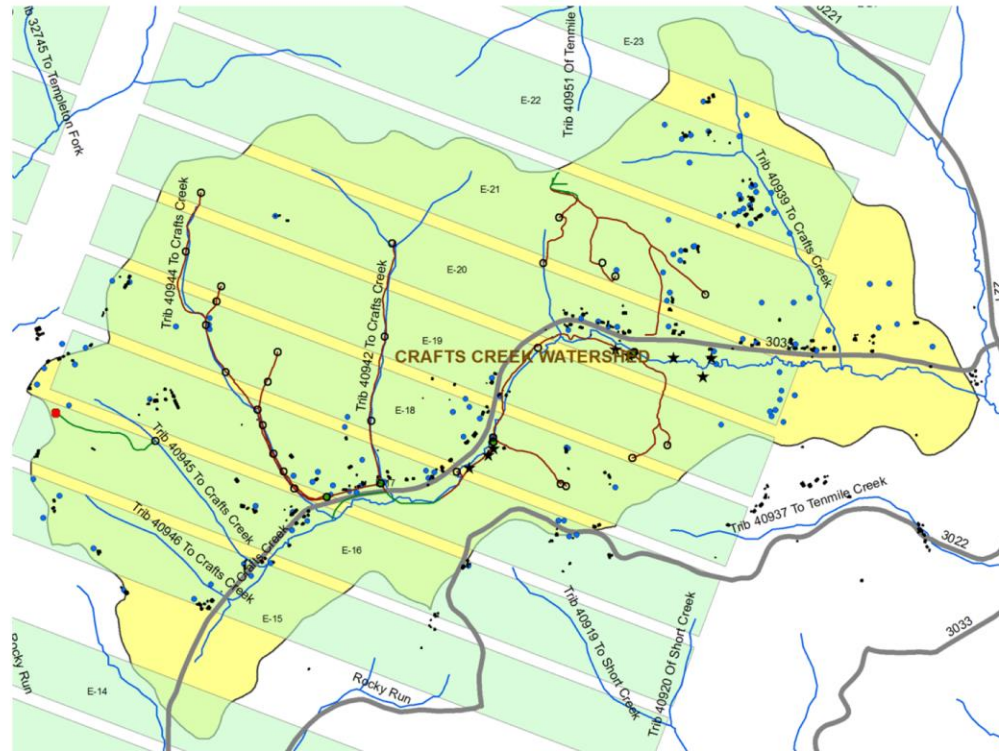 E-23
3221
Trib 32745 To Templeton Fork
E-22
Trib 40951 Of Tenmile
Trib 40939 To Crafts Creek
E-21
Trib 40944 To Crafts Creek
E-20
Trib 40942 To Crafts Creek
E-19
CRAFTS CREEK WATERSHED
E-18
Trib 40945 To Crafts Creek
Trib 40937 To Tenmile Creek
Trib 40946 To Crafts Creek
Crafts Creek
3022
E-16
E-15
Trib 40919 To Short Creek
Trib 40920 Of Short Creek
3033
Rocky Run
E-14
Rocky Run